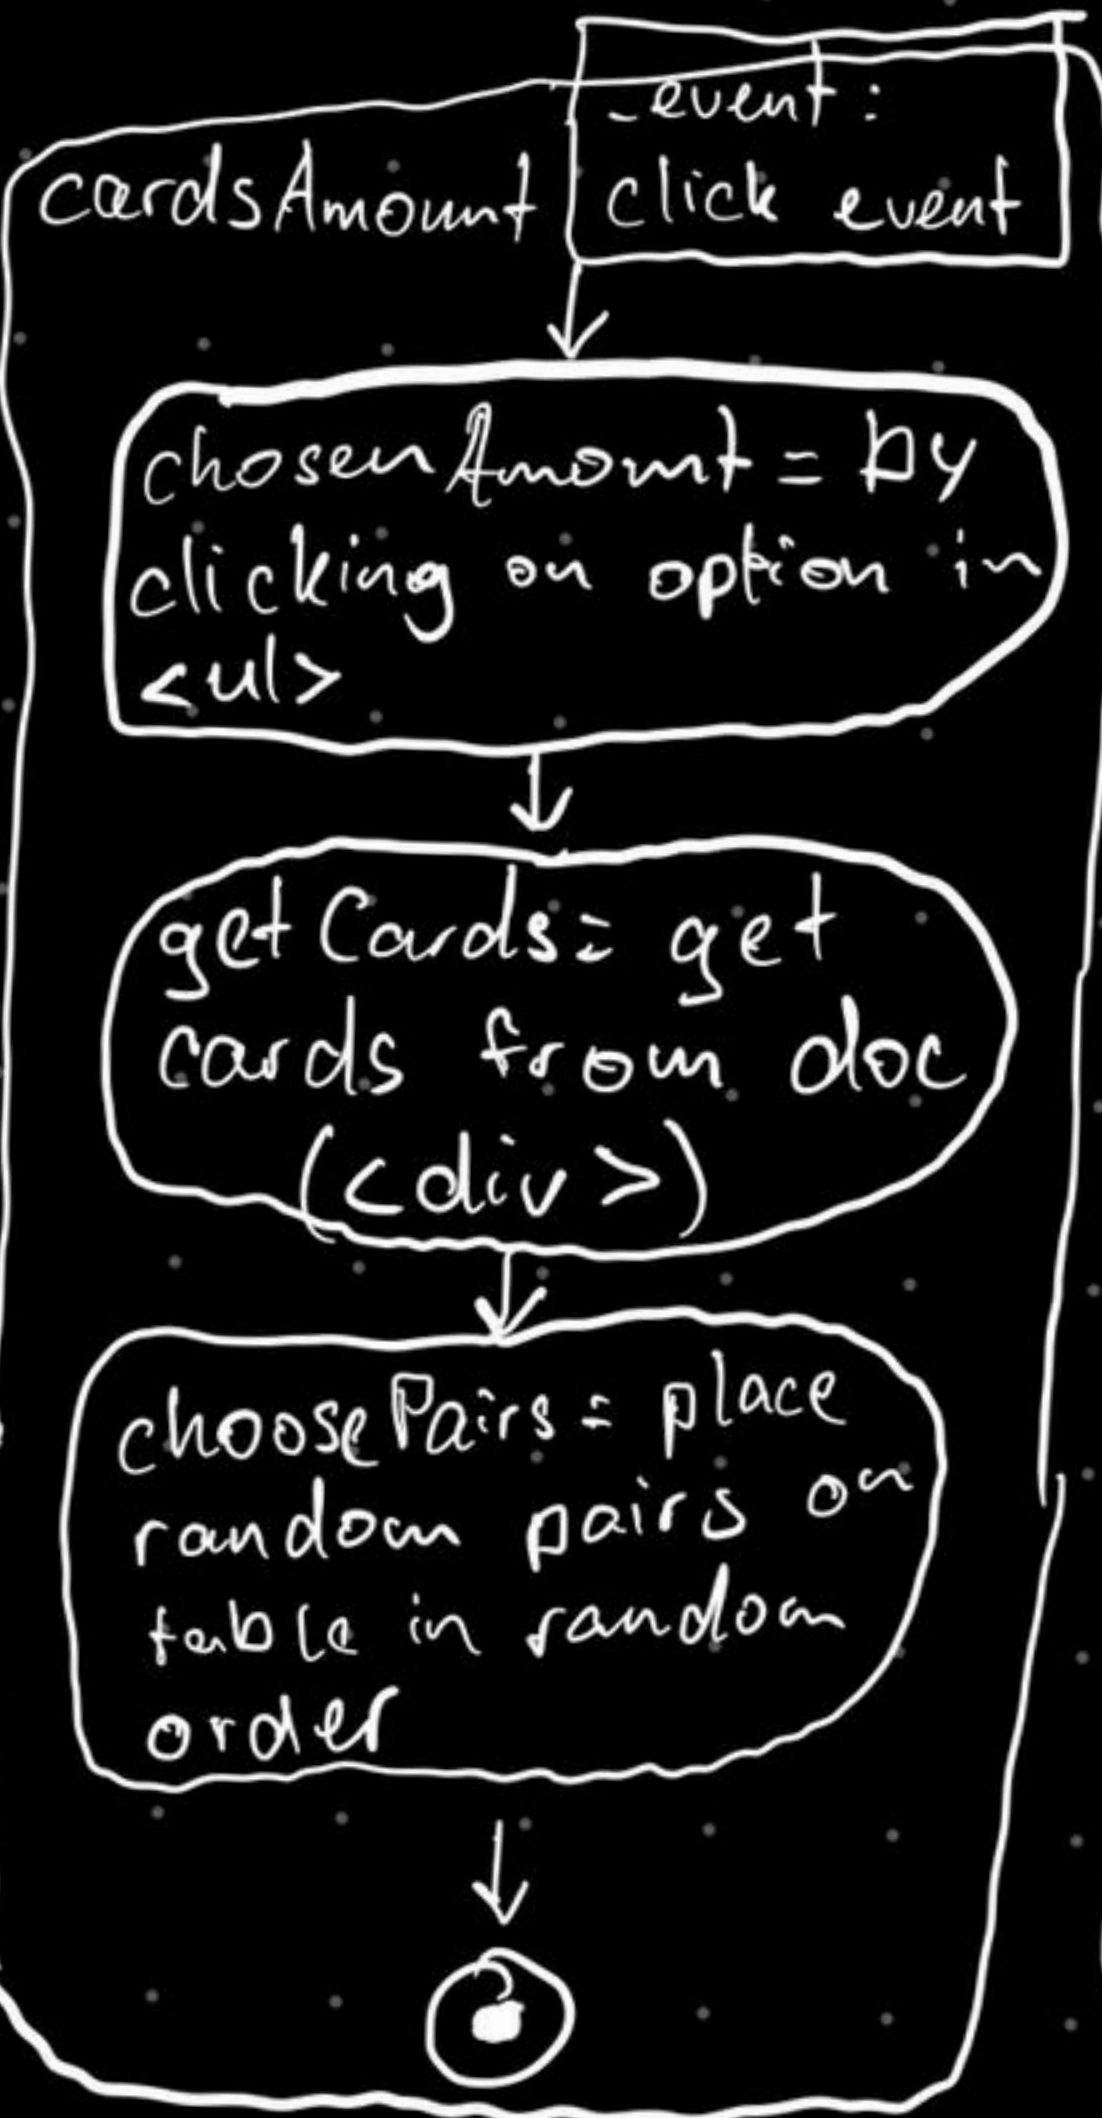 _event:
cardsAmount click event
chosenAmount = by
clicking on option in
<ul>
getCards = get
cards from doc
(<div>)
choosePairs = place
random pairs on
table in random
order